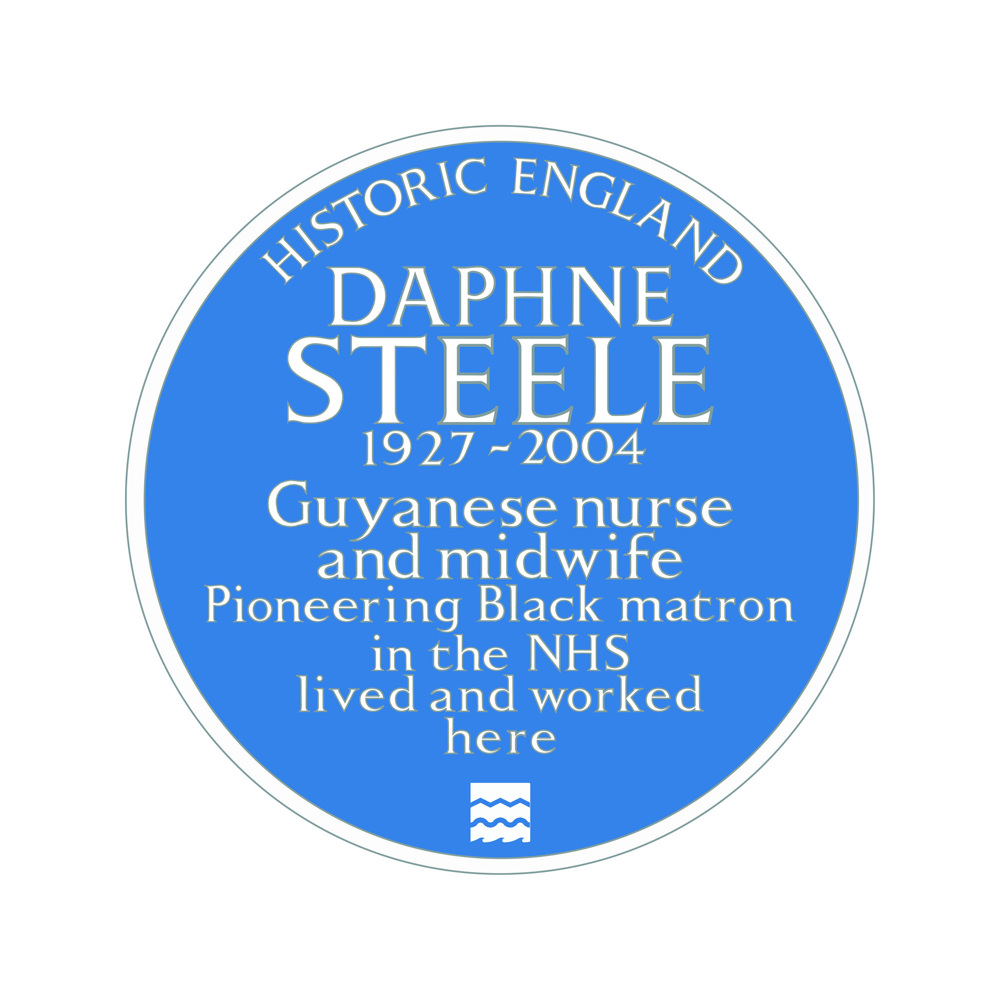 HISTORIC ENGLAND
DAPHNE
STEELE
1927 - 2004
Guyanese nurse
and midwife
Pioneering Black matron
in the NHS
lived and worked
here